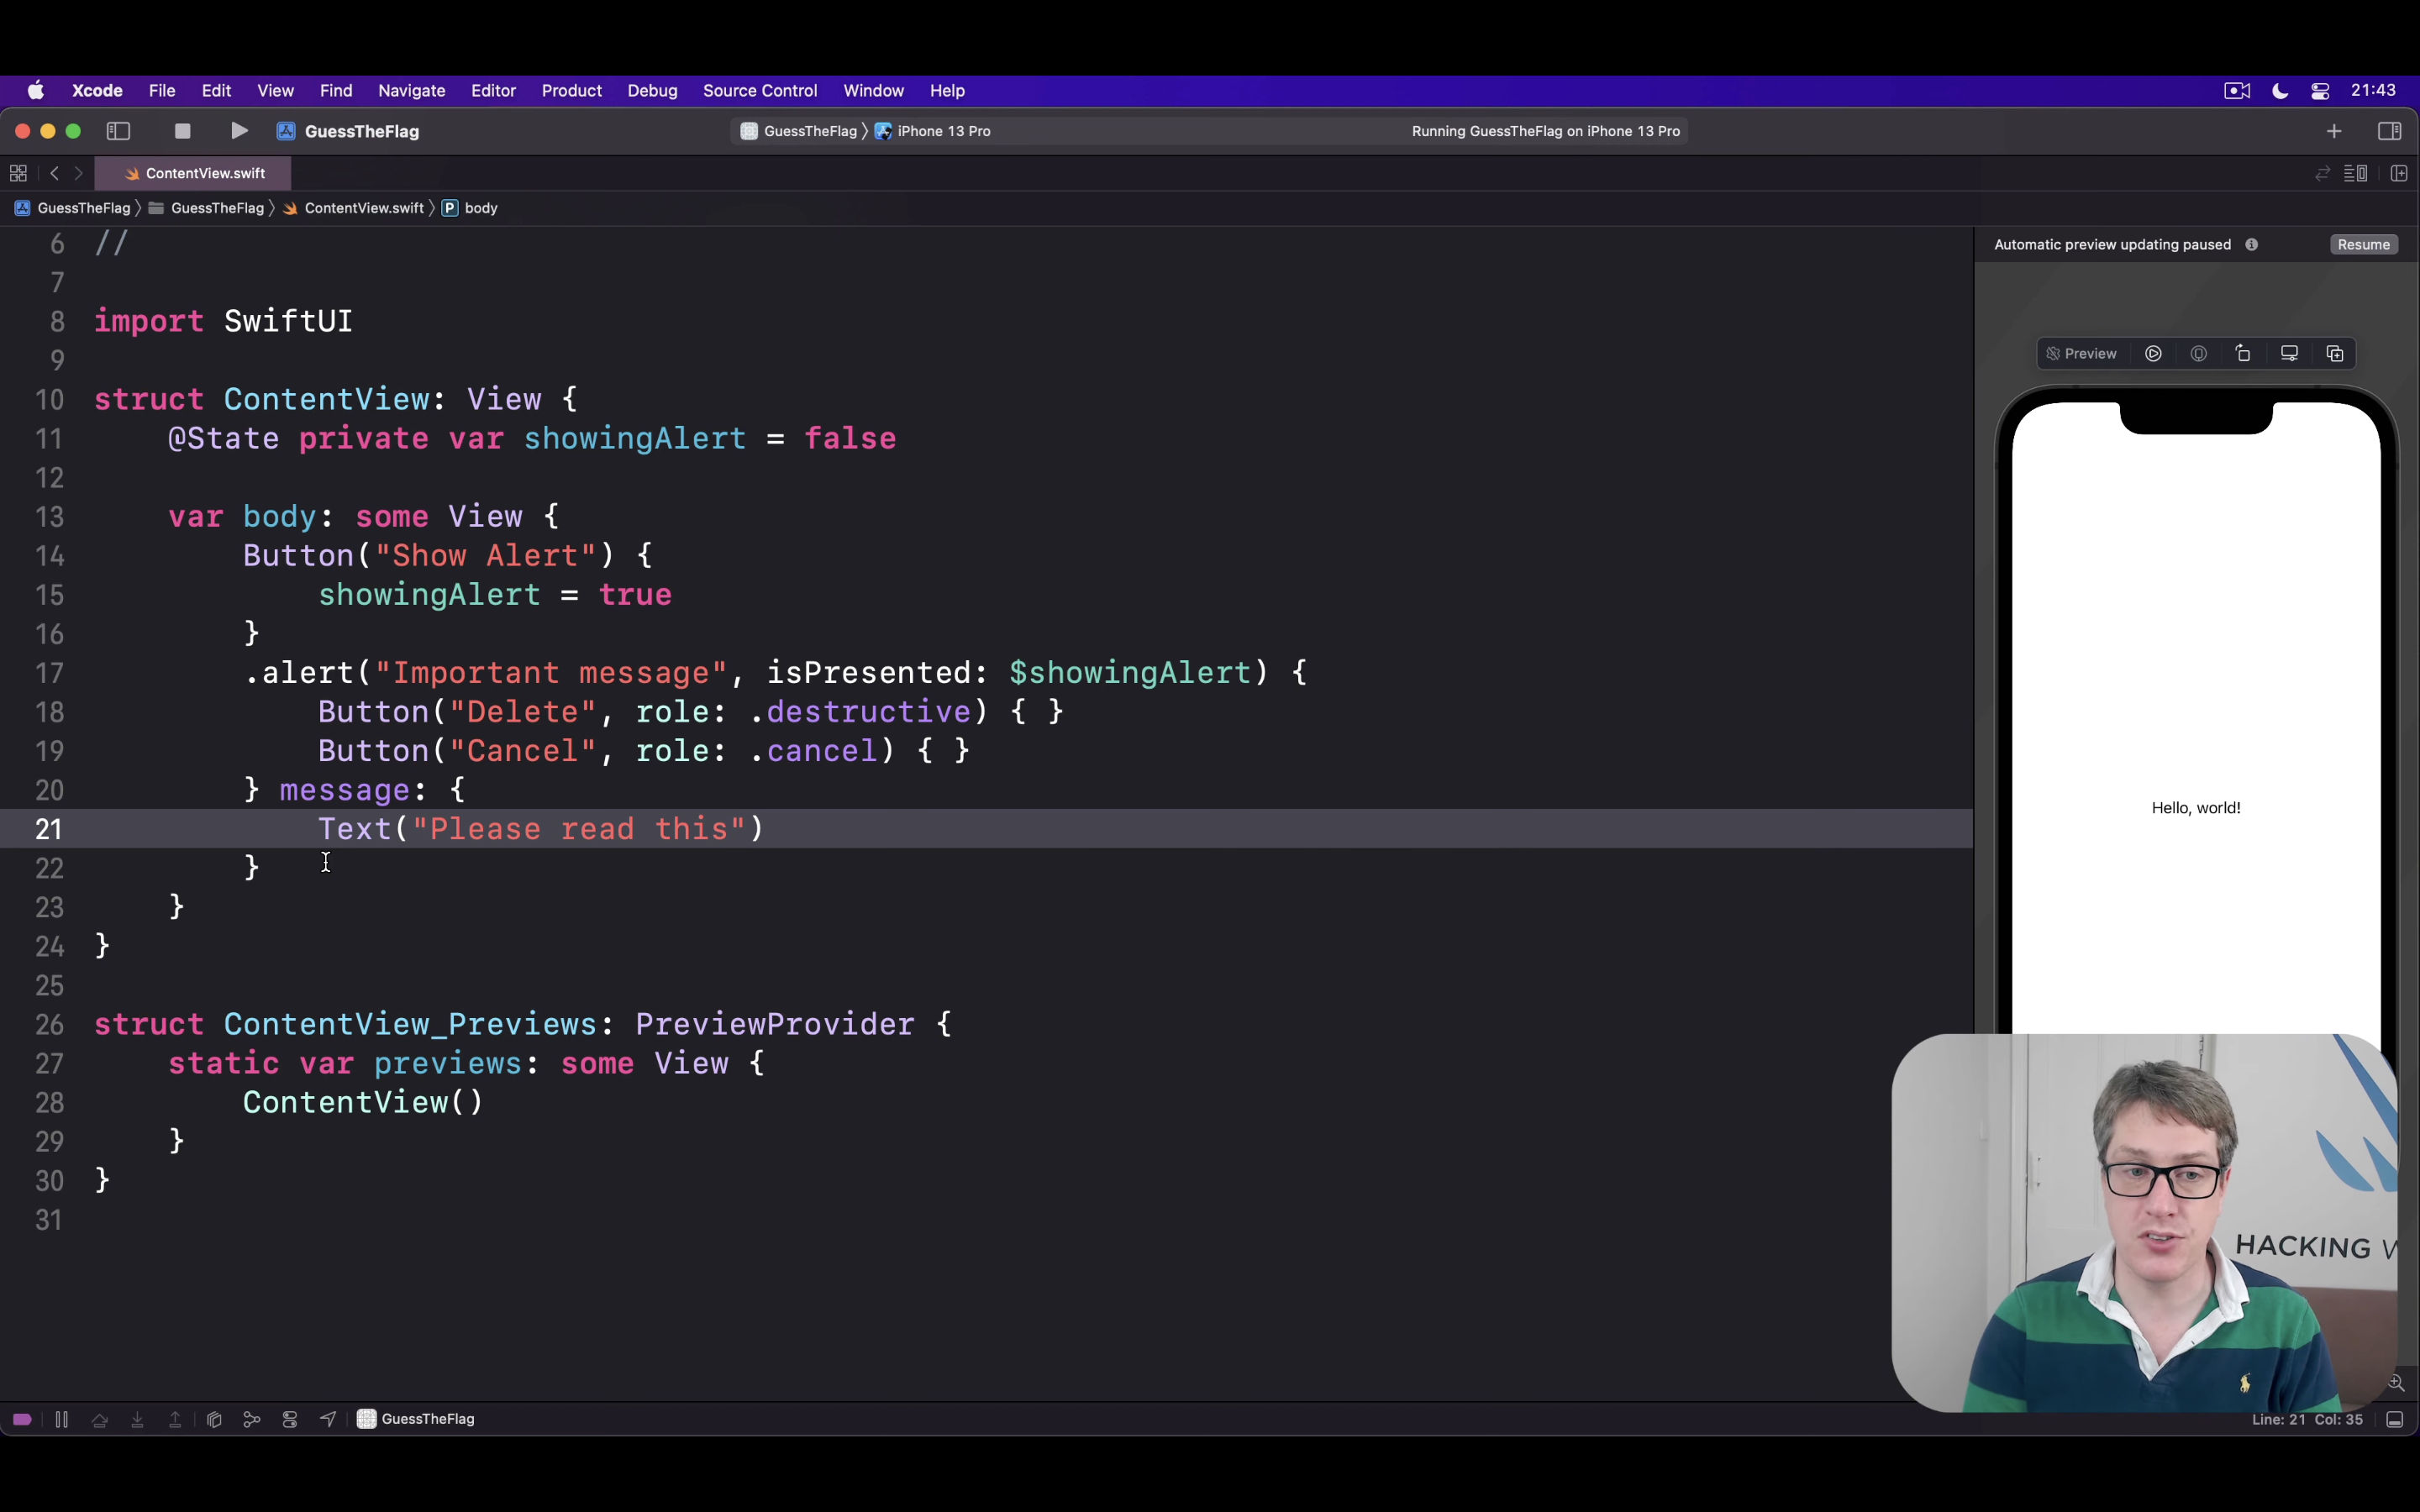 Xcode File Edit View Find Navigate Editor Product Debug Source Control Window Help 21:43
GuessTheFlag GuessTheFlag iPhone 13 Pro Running GuessTheFlag on iPhone 13 Pro
ContentView.swift
GuessTheFlag GuessTheFlag ContentView.swift P body
6 //
7
8 import SwiftUI
9
10 struct ContentView: View {
11 @State private var showingAlert = false
12
13 var body: some View {
14 Button("Show Alert") {
15 showingAlert = true
16 }
17 .alert("Important message", isPresented: $showingAlert) {
18 Button("Delete", role: .destructive) { }
19 Button("Cancel", role: .cancel) { }
20 } message: {
21 Text("Please read this")
22 }
23 }
24 }
25
26 struct ContentView_Previews: PreviewProvider {
27 static var previews: some View {
28 ContentView()
29 }
30 }
31
Automatic preview updating paused Resume
Preview
Hello, world!
HACKING W
GuessTheFlag Line: 21 Col: 35